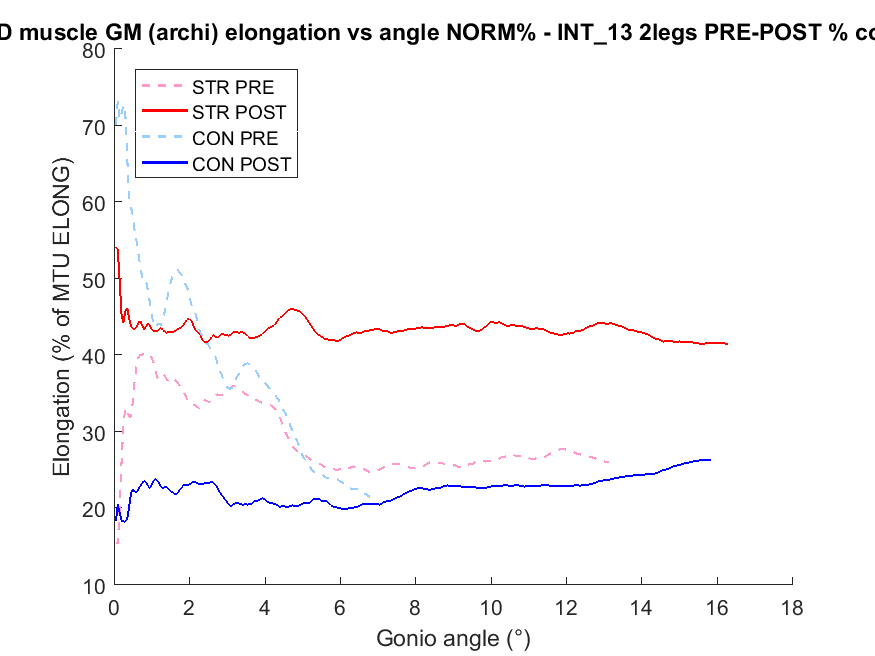 D muscle GM (archi) elongation vs angle NORM% - INT_13 2legs PRE-POST % co
80
70
60
50
40
30
20
10
Elongation (% of MTU ELONG)
STR PRE
STR POST
CON PRE
CON POST
0 2 4 6 8 10 12 14 16 18
Gonio angle (°)